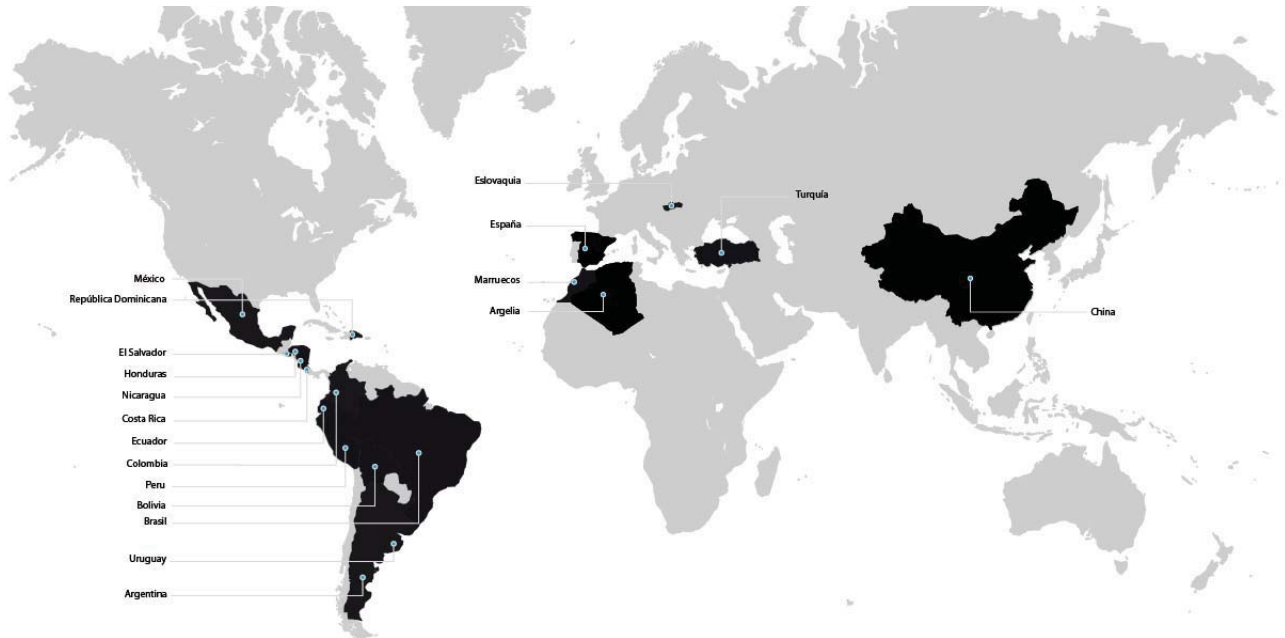 Eslovaquia
Turquía
España
México
Marruecos
República Dominicana
Argelia
China
El Salvador
Honduras
Nicaragua
Costa Rica
Ecuador
Colombia
Peru
Bolivia
Brasil
Uruguay
Argentina